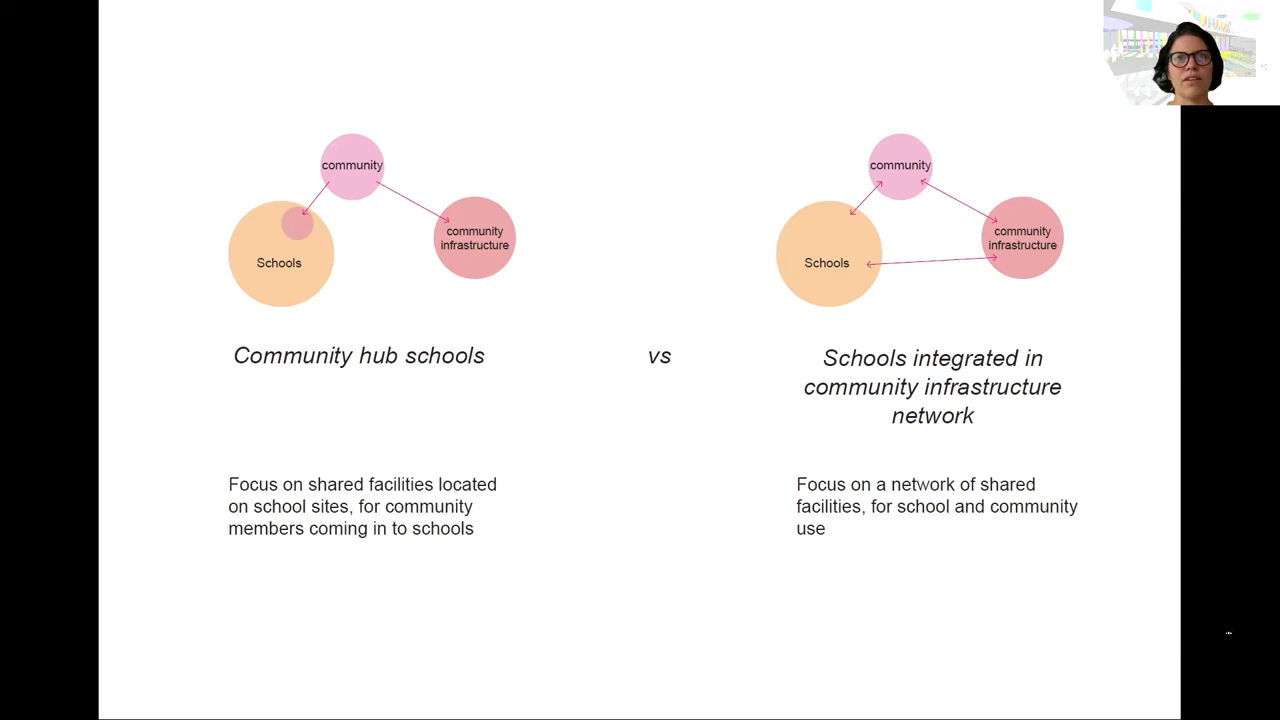 community
community
infrastructure
Schools
Community hub schools
Focus on shared facilities located
on school sites, for community
members coming in to schools
vs
community
community
infrastructure
Schools
Schools integrated in
community infrastructure
network
Focus on a network of shared
facilities, for school and community
use